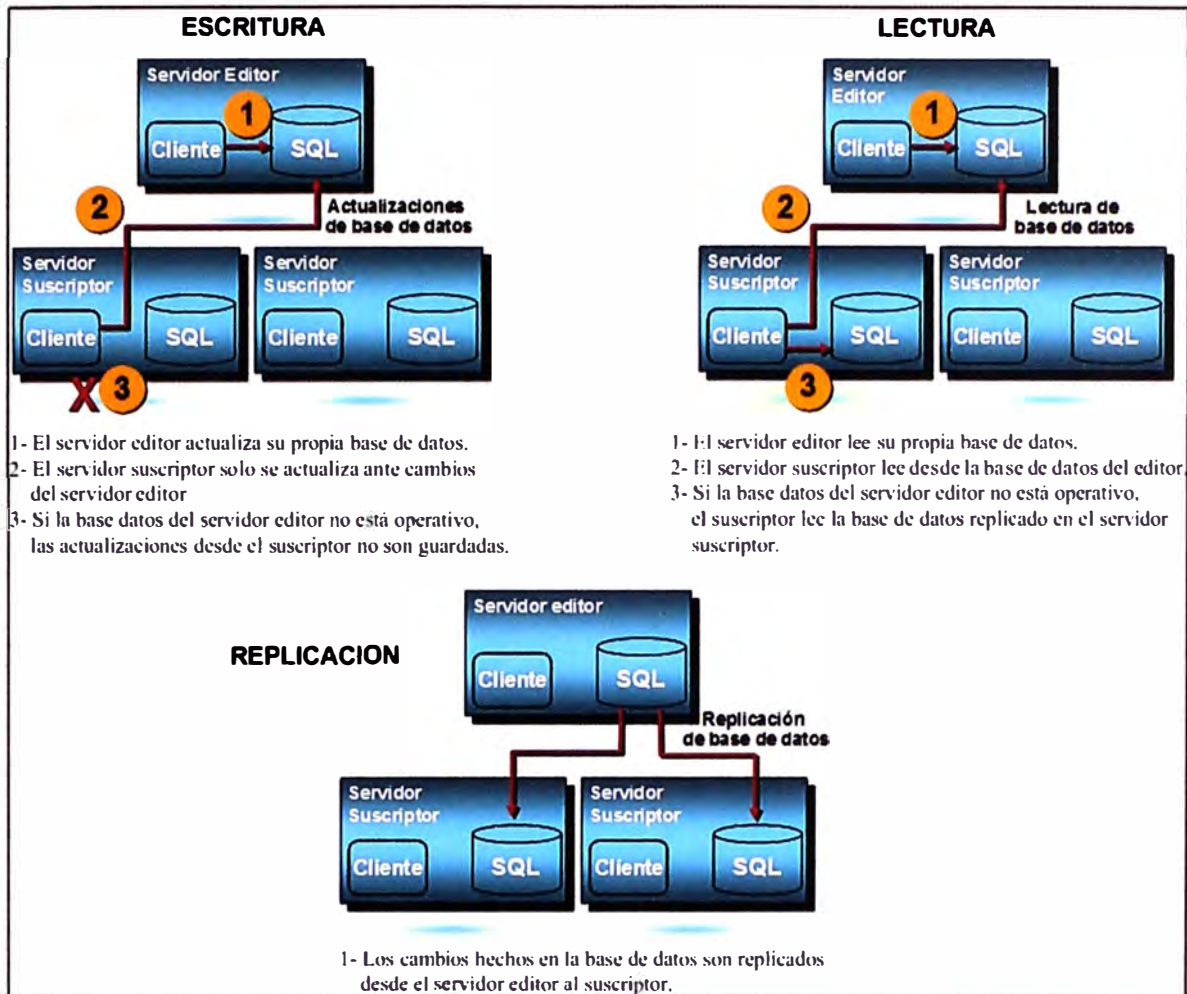 ESCRITURA
Servidor Editor
1
Cliente
SQL
2
Actualizaciones
de base de datos
Servidor
Suscriptor
Cliente
SQL
Servidor
Suscriptor
Cliente
SQL
X
3
1- El servidor editor actualiza su propia base de datos.
2- El servidor suscriptor solo se actualiza ante cambios
del servidor editor
3- Si la base datos del servidor editor no está operativo,
las actualizaciones desde el suscriptor no son guardadas.
LECTURA
Servidor
Editor
1
Cliente
SQL
2
Lectura de
base de datos
Servidor
Suscriptor
Cliente
SQL
Servidor
Suscriptor
Cliente
SQL
3
1- El servidor editor lee su propia base de datos.
2- El servidor suscriptor lee desde la base de datos del editor.
3- Si la base datos del servidor editor no está operativo,
el suscriptor lee la base de datos replicado en el servidor
suscriptor.
REPLICACION
Servidor editor
Cliente
SQL
Replicación
de base de datos
Servidor
Suscriptor
Cliente
SQL
Servidor
Suscriptor
Cliente
SQL
1- Los cambios hechos en la base de datos son replicados
desde el servidor editor al suscriptor.